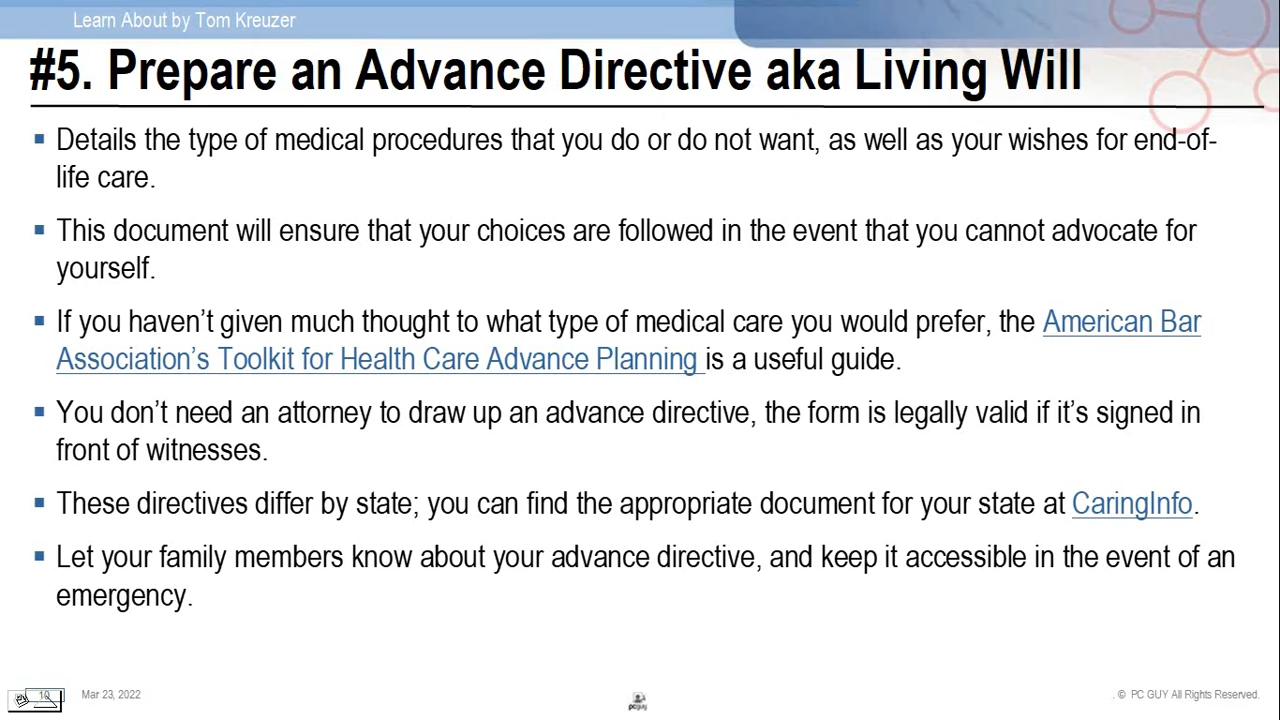 Learn About by Tom Kreuzer
#5. Prepare an Advance Directive aka Living Will
Details the type of medical procedures that you do or do not want, as well as your wishes for end-of-
life care.
This document will ensure that your choices are followed in the event that you cannot advocate for
yourself.
If you haven’t given much thought to what type of medical care you would prefer, the American Bar
Association’s Toolkit for Health Care Advance Planning is a useful guide.
You don’t need an attorney to draw up an advance directive, the form is legally valid if it’s signed in
front of witnesses.
These directives differ by state; you can find the appropriate document for your state at CaringInfo.
Let your family members know about your advance directive, and keep it accessible in the event of an
emergency.
10 Mar 23, 2022
pcguy
. © PC GUY All Rights Reserved.